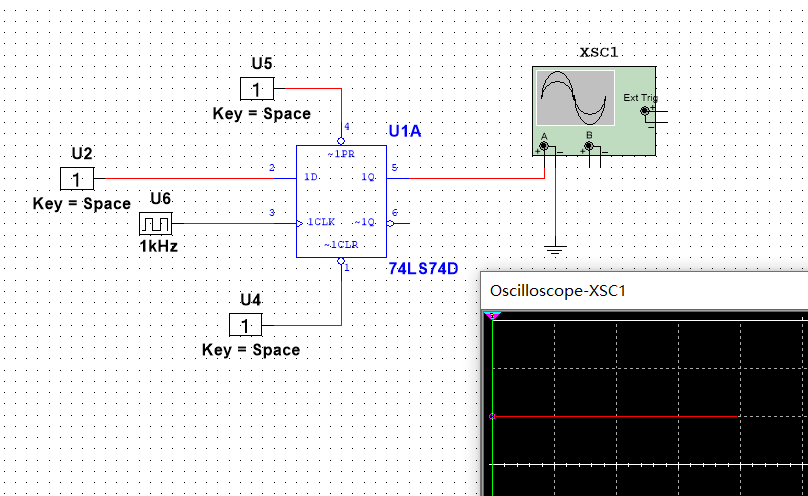 XSC1
U5
1
Key = Space
Ext Trig
+
-
A
B
+ - + -
4
U1A
~1PR
U2
1
Key = Space
2
1D
1Q
5
U6
1kHz
3
1CLK
~1Q
6
~1CLR
1
74LS74D
U4
1
Key = Space
Oscilloscope-XSC1